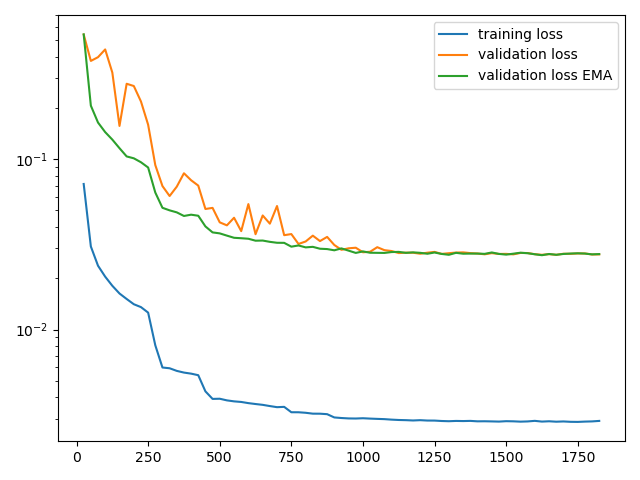 training loss
validation loss
validation loss EMA
10⁻¹
10⁻²
0 250 500 750 1000 1250 1500 1750